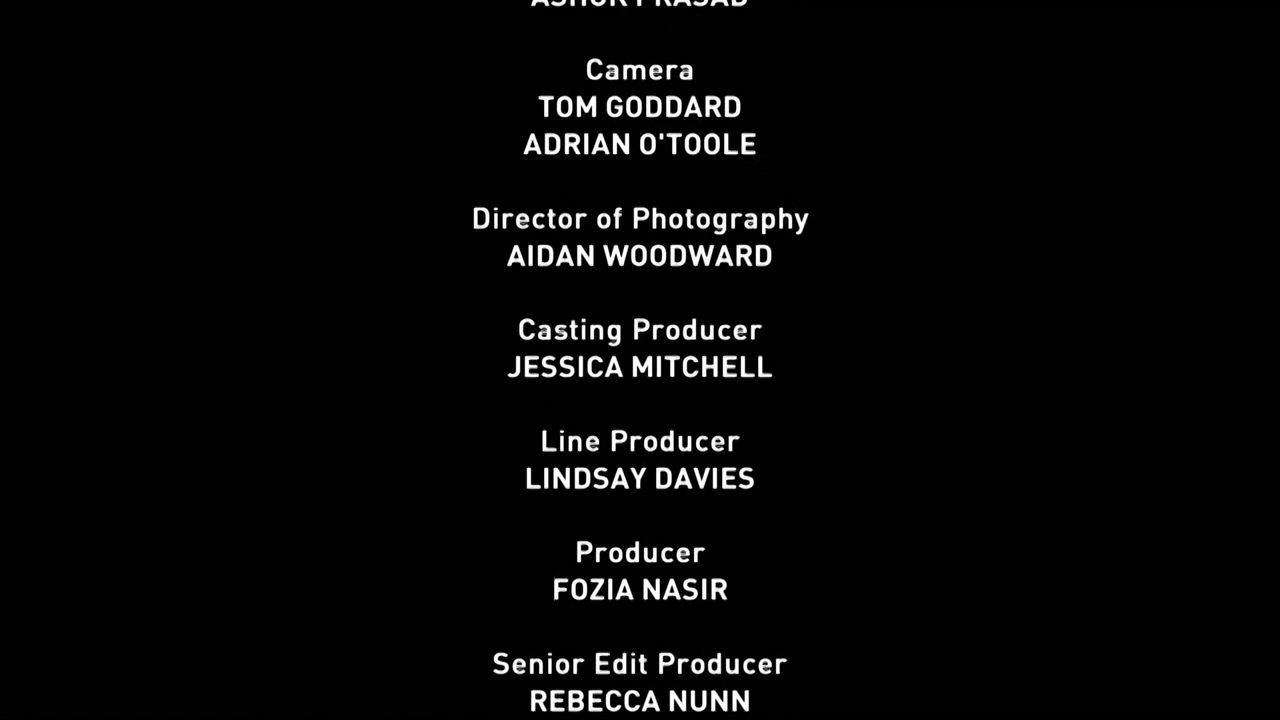 Camera
TOM GODDARD
ADRIAN O'TOOLE
Director of Photography
AIDAN WOODWARD
Casting Producer
JESSICA MITCHELL
Line Producer
LINDSAY DAVIES
Producer
FOZIA NASIR
Senior Edit Producer
REBECCA NUNN